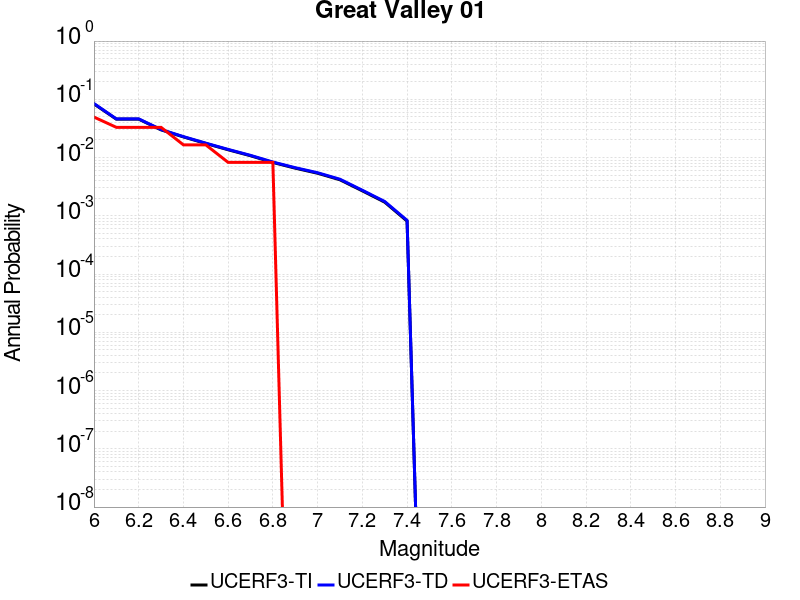 Great Valley 01
10^0
10^-1
10^-2
10^-3
10^-4
10^-5
10^-6
10^-7
10^-8
Annual Probability
6 6.2 6.4 6.6 6.8 7 7.2 7.4 7.6 7.8 8 8.2 8.4 8.6 8.8 9
Magnitude
UCERF3-TI UCERF3-TD UCERF3-ETAS